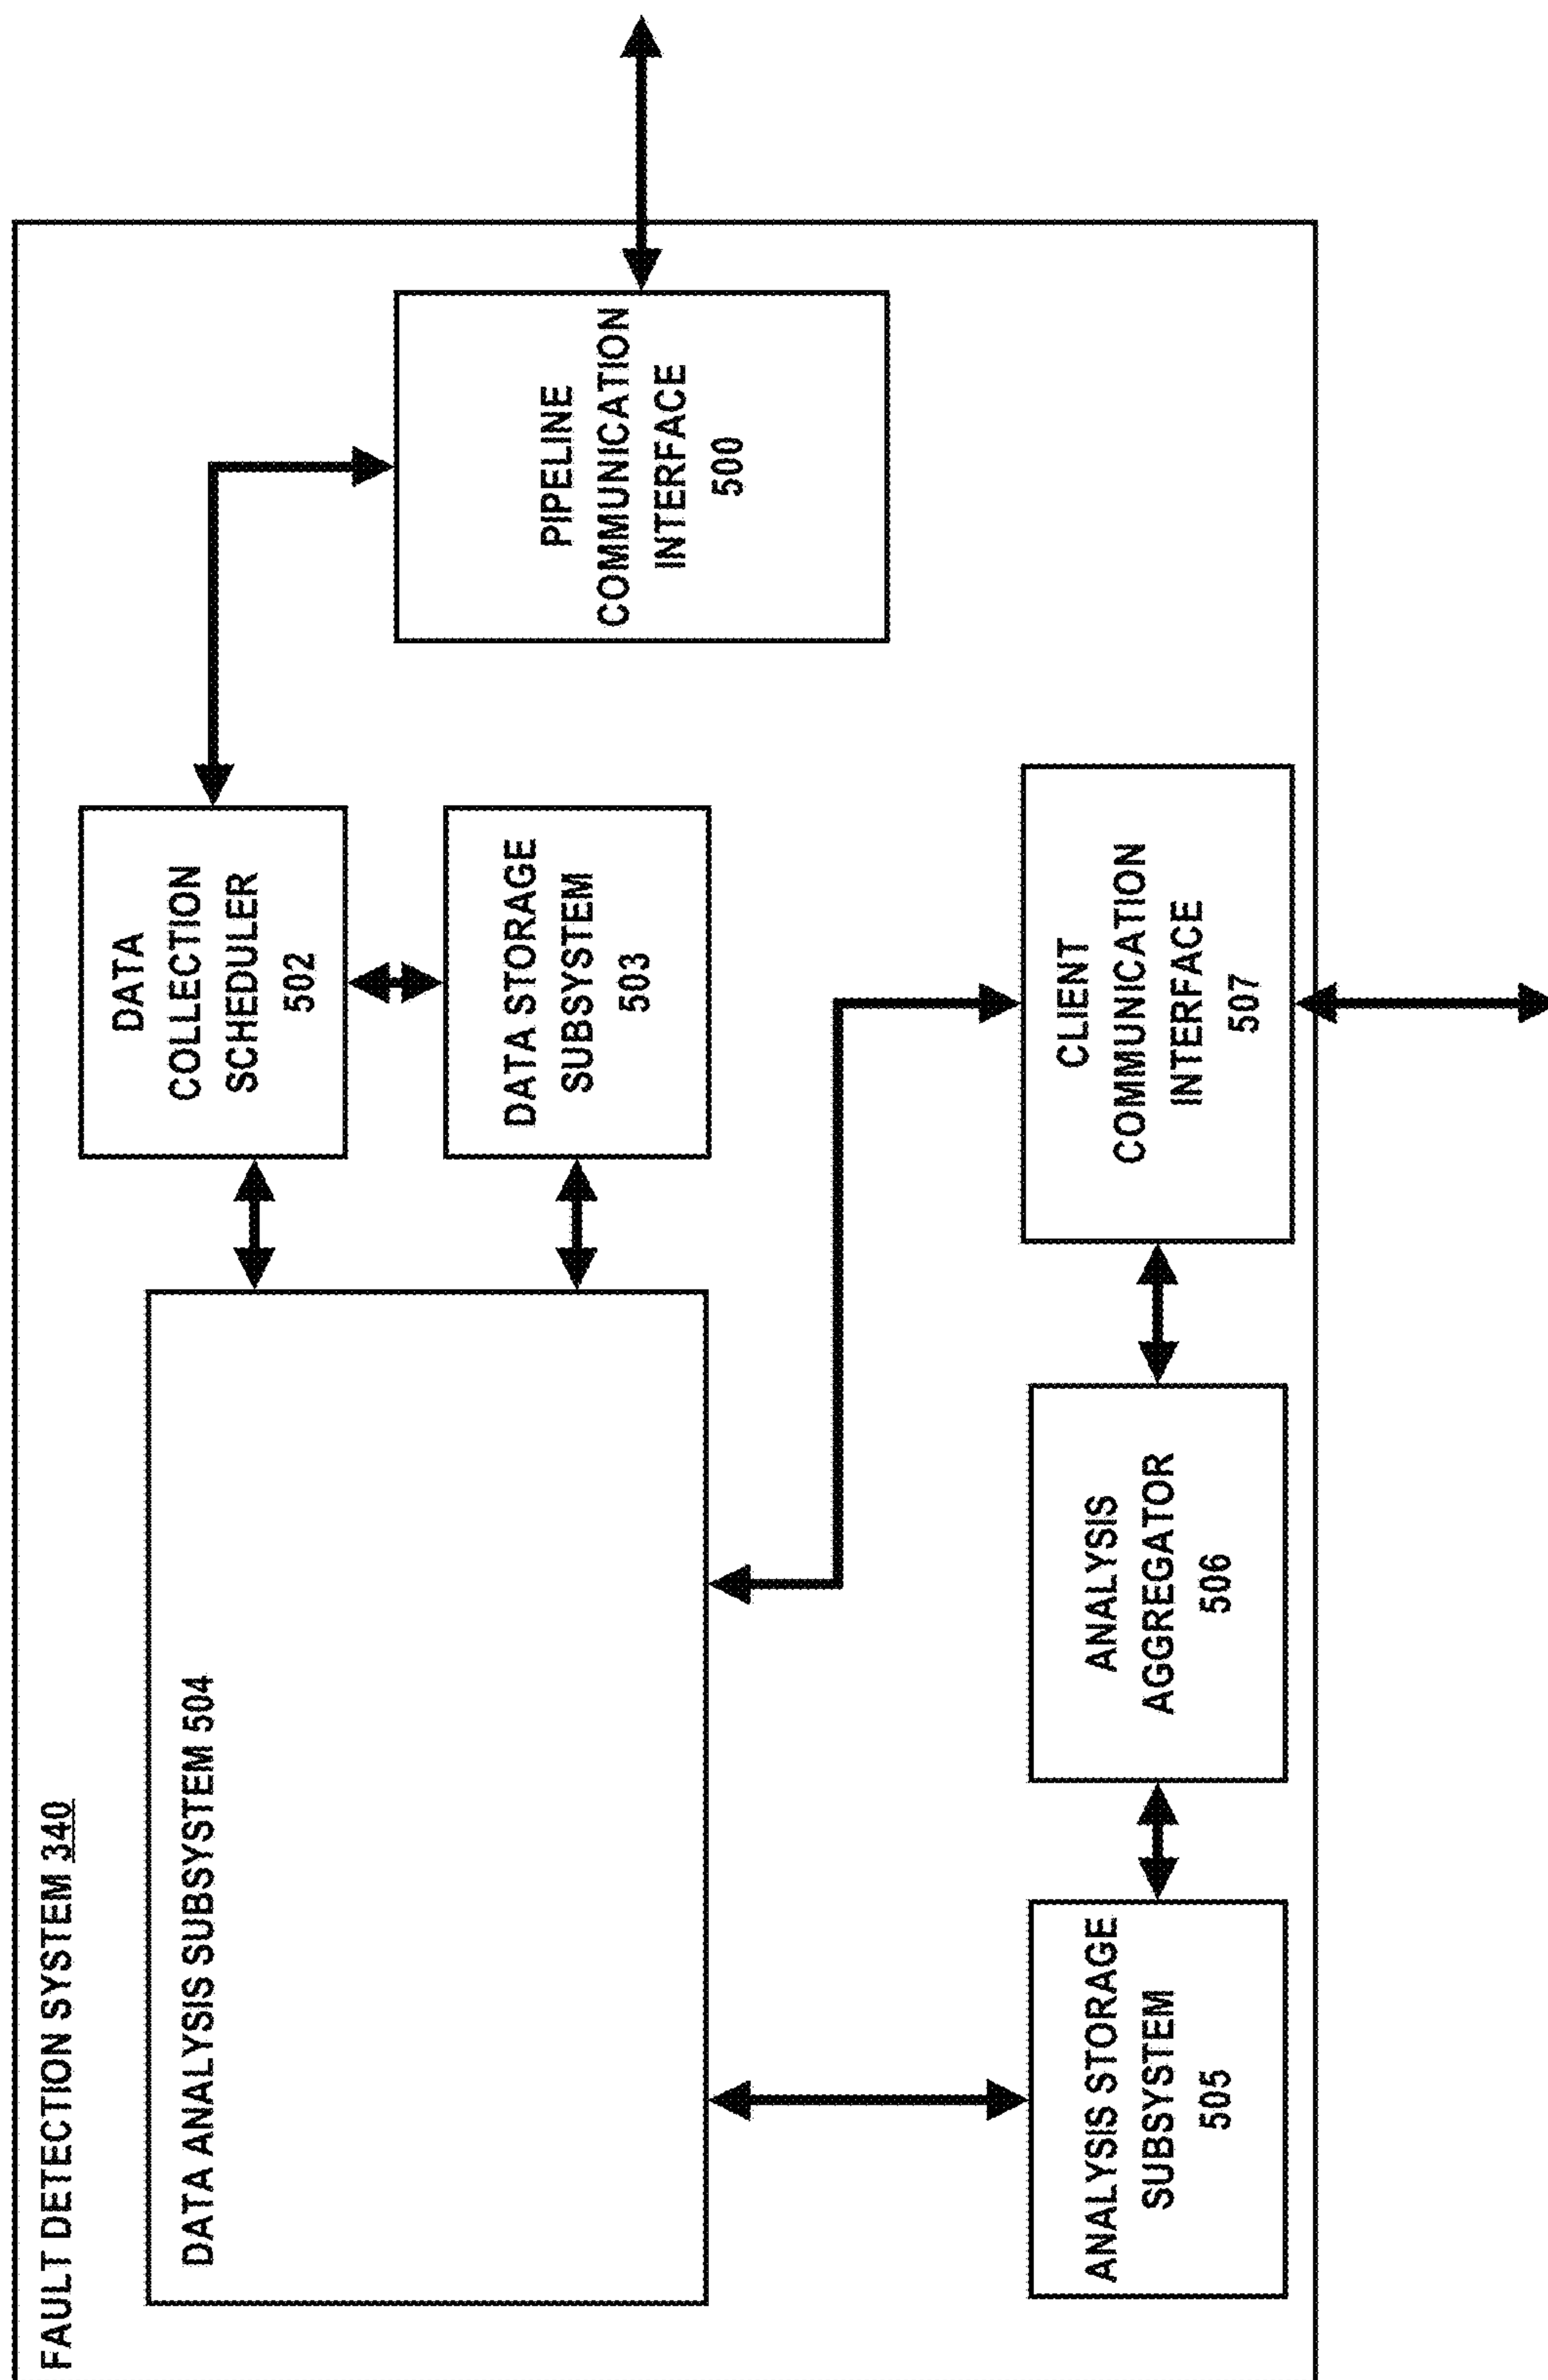 FAULT DETECTION SYSTEM 340
DATA ANALYSIS SUBSYSTEM 504
DATA
COLLECTION
SCHEDULER
502
DATA STORAGE
SUBSYSTEM
503
PIPELINE
COMMUNICATION
INTERFACE
500
ANALYSIS STORAGE
SUBSYSTEM
505
ANALYSIS
AGGREGATOR
506
CLIENT
COMMUNICATION
INTERFACE
507